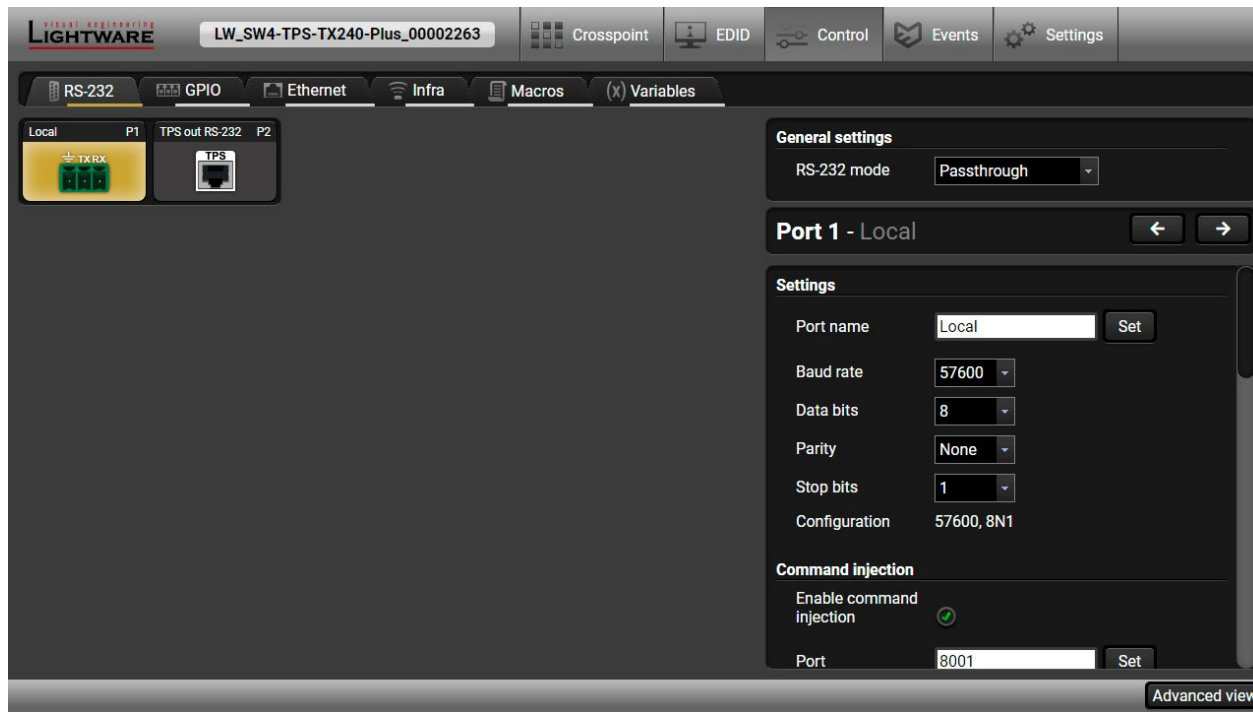 visual engineering
LIGHTWARE
LW_SW4-TPS-TX240-Plus_00002263
Crosspoint
EDID
Control
Events
Settings
RS-232
GPIO
Ethernet
Infra
Macros
(x) Variables
Local P1
TX RX
TPS out RS-232 P2
TPS
General settings
RS-232 mode Passthrough
Port 1 - Local
Settings
Port name Local Set
Baud rate 57600
Data bits 8
Parity None
Stop bits 1
Configuration 57600, 8N1
Command injection
Enable command
injection
Port 8001 Set
Advanced view